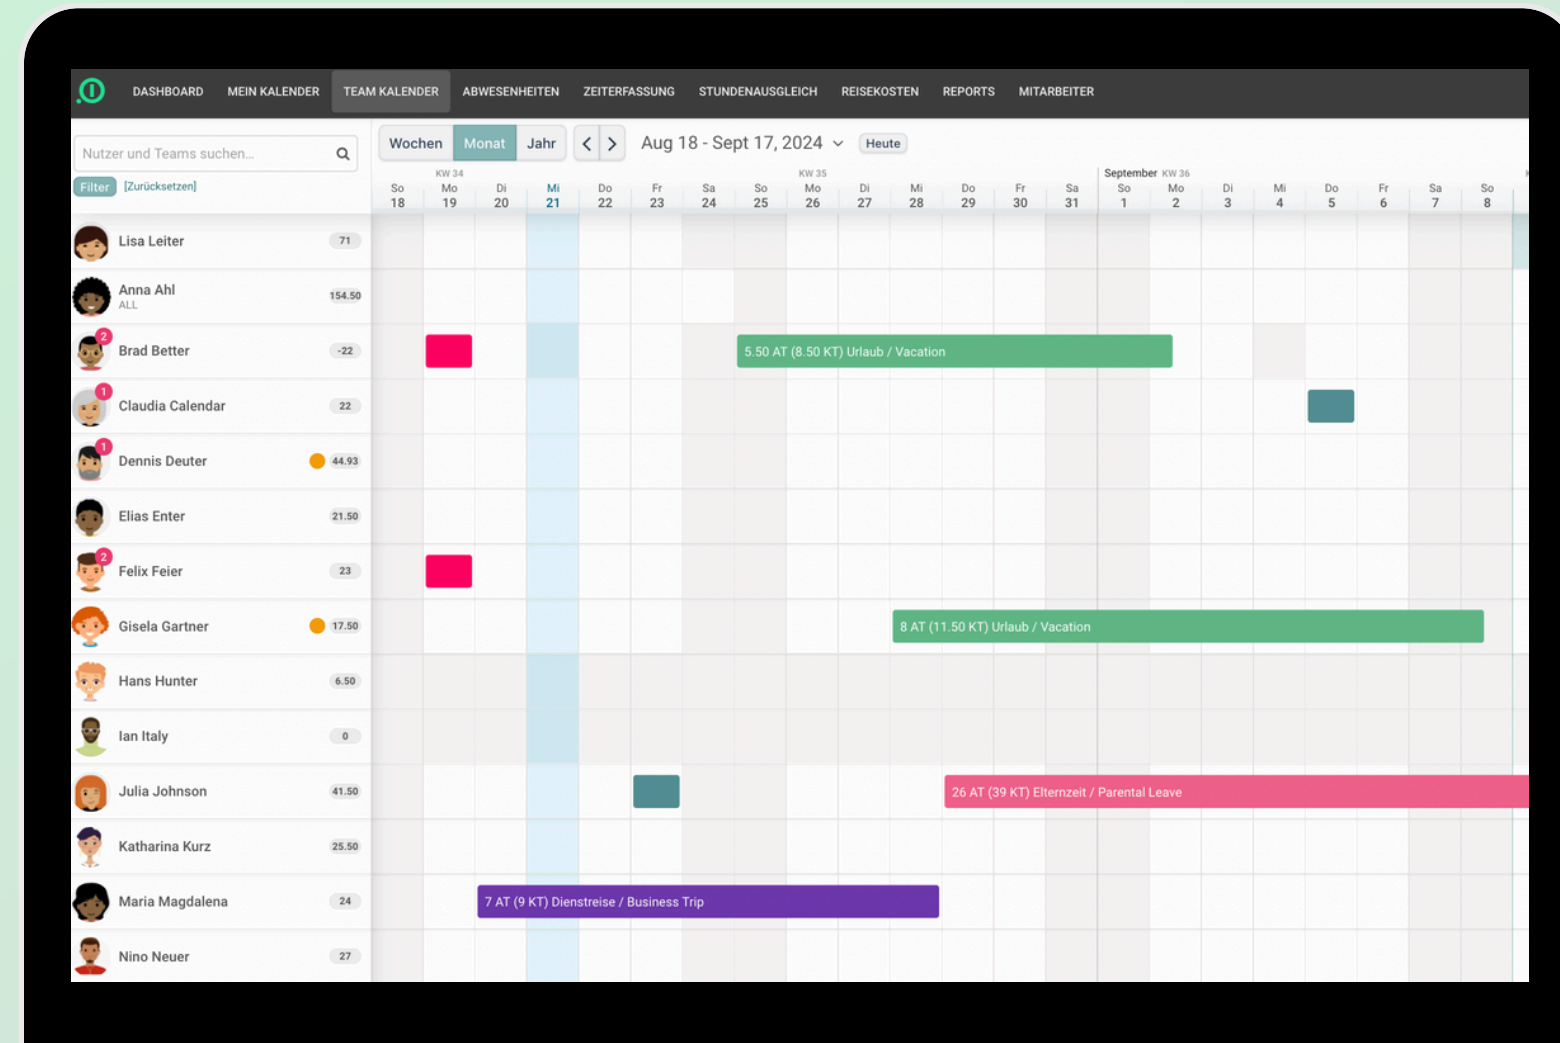 DASHBOARD MEIN KALENDER TEAM KALENDER ABWESENHEITEN ZEITERFASSUNG STUNDENAUSGLEICH REISEKOSTEN REPORTS MITARBEITER
Nutzer und Teams suchen...
Filter [Zurücksetzen]
Wochen Monat Jahr Aug 18 - Sept 17, 2024 Heute
KW 34 KW 35 September KW 36
So Mo Di Mi Do Fr Sa So Mo Di Mi Do Fr Sa So Mo Di Mi Do Fr Sa So
18 19 20 21 22 23 24 25 26 27 28 29 30 31 1 2 3 4 5 6 7 8
Lisa Leiter 71
Anna Ahl 154.50
ALL
2 Brad Better -22 5.50 AT (8.50 KT) Urlaub / Vacation
1 Claudia Calendar 22
1 Dennis Deuter 44.93
Elias Enter 21.50
2 Felix Feier 23
Gisela Gartner 17.50 8 AT (11.50 KT) Urlaub / Vacation
Hans Hunter 6.50
Ian Italy 0
Julia Johnson 41.50 26 AT (39 KT) Elternzeit / Parental Leave
Katharina Kurz 25.50
Maria Magdalena 24 7 AT (9 KT) Dienstreise / Business Trip
Nino Neuer 27